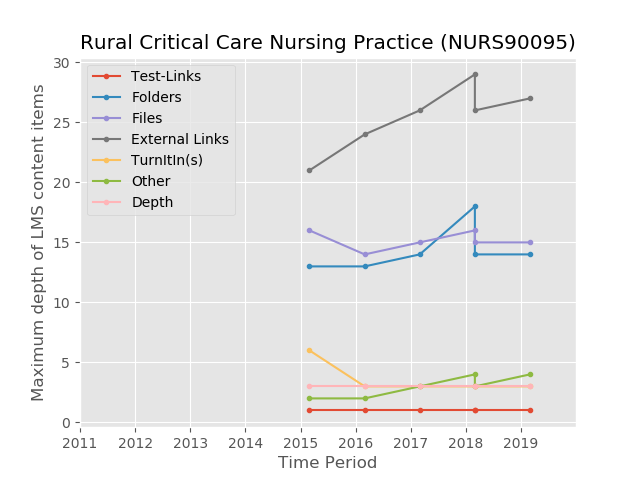 Rural Critical Care Nursing Practice (NURS90095)
30
25
20
15
10
5
0
Maximum depth of LMS content items
Test-Links
Folders
Files
External Links
TurnItIn(s)
Other
Depth
2011 2012 2013 2014 2015 2016 2017 2018 2019
Time Period